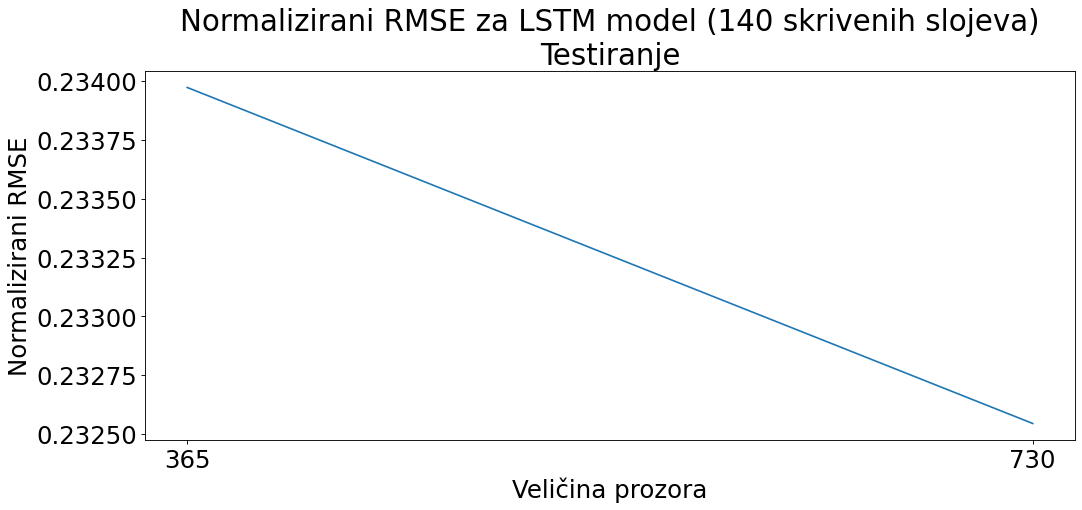 Normalizirani RMSE za LSTM model (140 skrivenih slojeva)
Testiranje
Normalizirani RMSE
0.23400
0.23375
0.23350
0.23325
0.23300
0.23275
0.23250
365
730
Veličina prozora